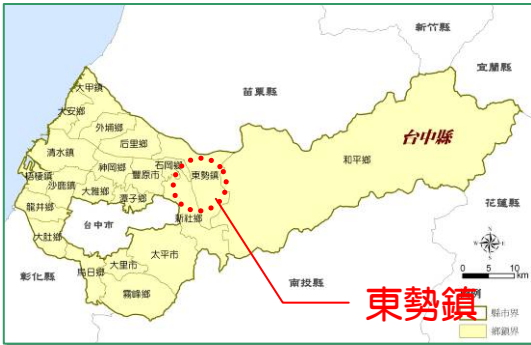 新竹縣
宜蘭縣
苗栗縣
台中縣
大甲鎮
大安鄉
外埔鄉
后里鄉
清水鎮
神岡鄉
石岡鄉
豐原市
東勢鎮
和平鄉
梧棲鎮
沙鹿鎮
大雅鄉
潭子鄉
龍井鄉
台中市
新社鄉
花蓮縣
大肚鄉
太平市
大里市
烏日鄉
彰化縣
霧峰鄉
南投縣
N
W E
S
0 5 10
km
東勢鎮
縣市界
鄉鎮界